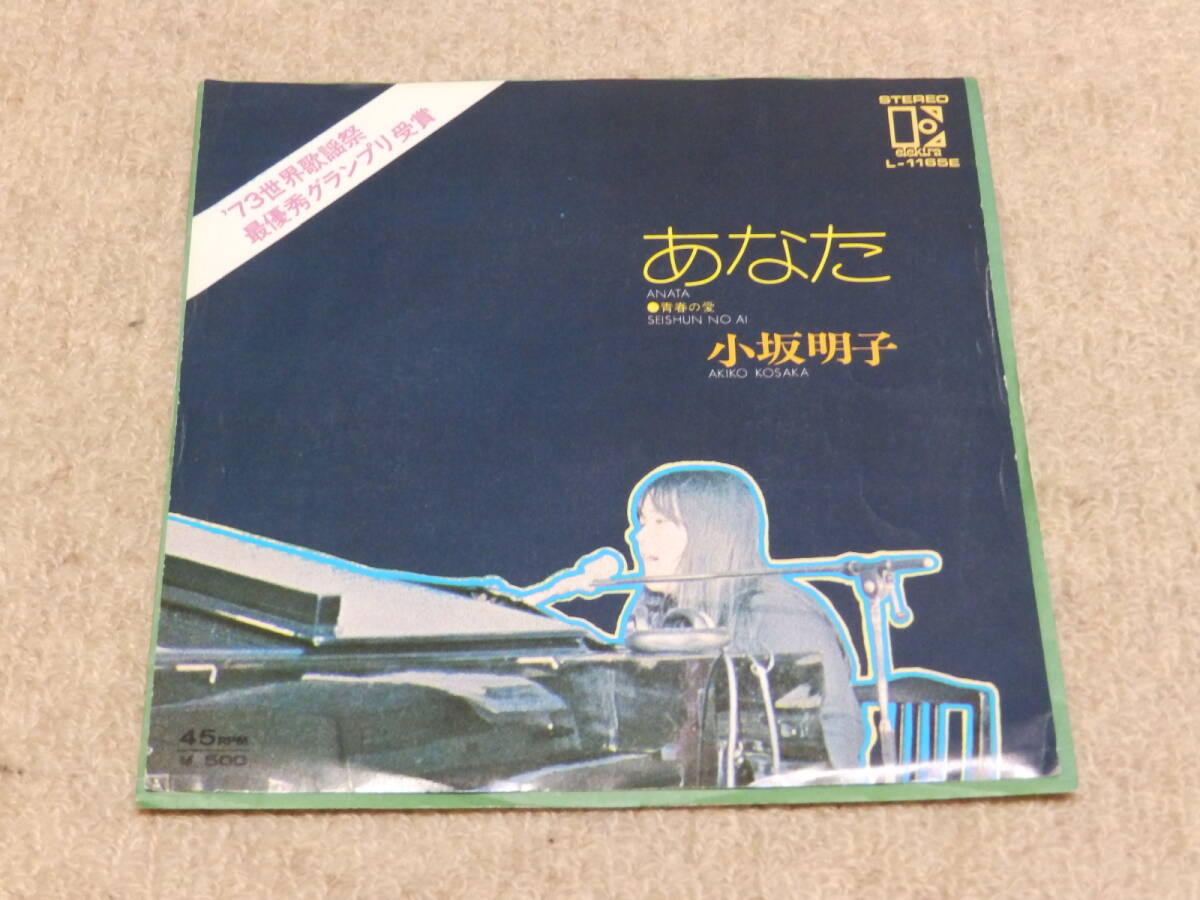 '73世界歌謡祭
最優秀グランプリ受賞
STEREO
elektra
L-1165E
あなた
ANATA
●青春の愛
SEISHUN NO AI
小坂明子
AKIKO KOSAKA
45RPM
¥ 500